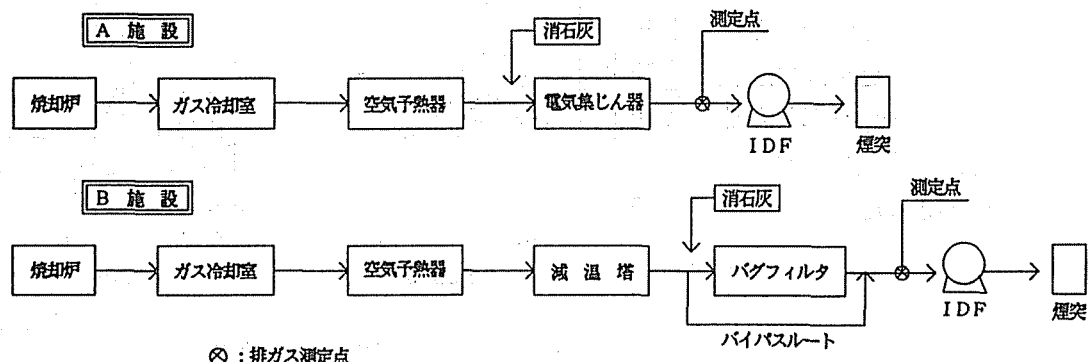 A 施 設
消石灰
測定点
焼却炉
ガス冷却室
空気予熱器
電気集じん器
IDF
煙突
B 施 設
消石灰
測定点
焼却炉
ガス冷却室
空気予熱器
減 温 塔
バグフィルタ
IDF
煙突
バイパスルート
⊗ : 排ガス測定点